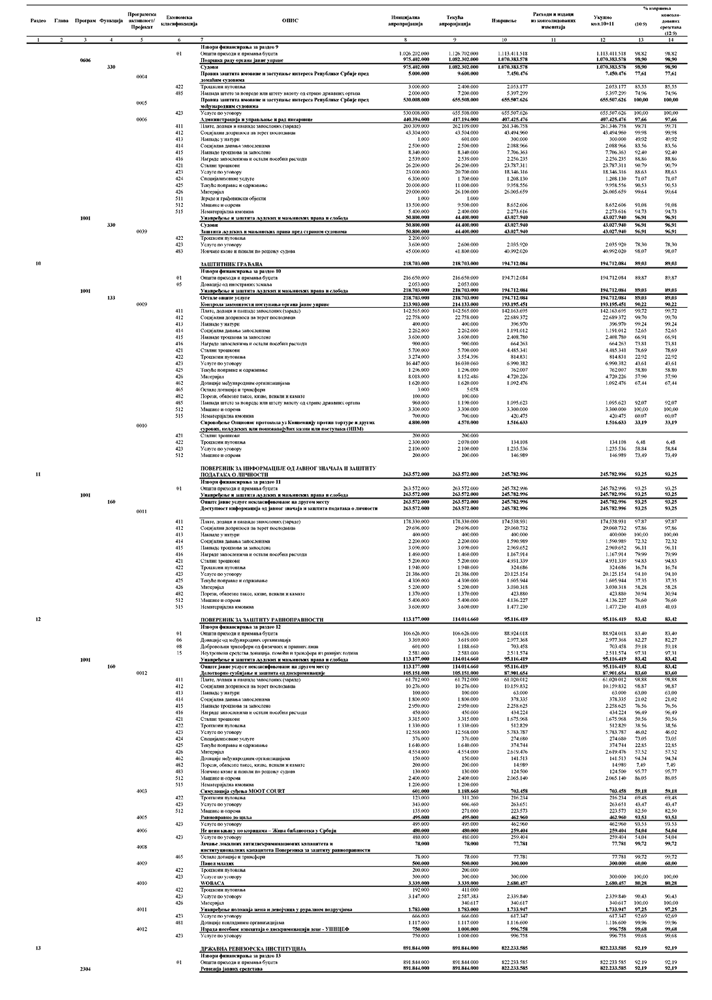 Раздео Глава Програм Функција Програмска активност/ Пројекат Економска класификација ОПИС Иницијална апропријација Текућа апропријација Извршење Расходи и издаци из консолидованих извештаја Укупно кол.10+11 % извршења (10:9) консоли-дованих средстава (12:9)
1 2 3 4 5 6 7 8 9 10 11 12 13 14
Извори финансирања за раздео 9
01 Општи приходи и примања буџета 1.026.202.000 1.126.702.000 1.113.411.518 1.113.411.518 98,82 98,82
0606 Подршка раду органа јавне управе 975.402.000 1.082.302.000 1.070.383.578 1.070.383.578 98,90 98,90
330 Судови 975.402.000 1.082.302.000 1.070.383.578 1.070.383.578 98,90 98,90
0004 Правна заштита имовине и заступање интереса Републике Србије пред домаћим судовима 5.000.000 9.600.000 7.450.476 7.450.476 77,61 77,61
422 Трошкови путовања 3.000.000 2.400.000 2.053.177 2.053.177 85,55 85,55
485 Накнада штете за повреде или штету нанету од стране државних органа 2.000.000 7.200.000 5.397.299 5.397.299 74,96 74,96
0005 Правна заштита имовине и заступање интереса Републике Србије пред међународним судовима 530.008.000 655.508.000 655.507.626 655.507.626 100,00 100,00
423 Услуге по уговору 530.008.000 655.508.000 655.507.626 655.507.626 100,00 100,00
0006 Администрација и управљање и рад писарнице 440.394.000 417.194.000 407.425.476 407.425.476 97,66 97,66
411 Плате, додаци и накнаде запослених (зараде) 260.309.000 262.109.000 261.346.758 261.346.758 99,71 99,71
412 Социјални доприноси на терет послодавца 43.304.000 43.504.000 43.494.960 43.494.960 99,98 99,98
413 Накнаде у натури 1.000 601.000 300.000 300.000 49,92 49,92
414 Социјална давања запосленима 2.500.000 2.500.000 2.088.966 2.088.966 83,56 83,56
415 Накнаде трошкова за запослене 8.340.000 8.340.000 7.706.363 7.706.363 92,40 92,40
416 Награде запосленима и остали посебни расходи 2.539.000 2.539.000 2.256.235 2.256.235 88,86 88,86
421 Стални трошкови 26.200.000 26.200.000 23.787.311 23.787.311 90,79 90,79
423 Услуге по уговору 23.000.000 20.700.000 18.346.316 18.346.316 88,63 88,63
424 Специјализоване услуге 6.300.000 1.700.000 1.208.130 1.208.130 71,07 71,07
425 Текуће поправке и одржавање 20.000.000 11.000.000 9.958.556 9.958.556 90,53 90,53
426 Материјал 29.000.000 26.100.000 26.005.659 26.005.659 99,64 99,64
511 Зграде и грађевински објекти 1.000 1.000
512 Машине и опрема 13.500.000 9.500.000 8.652.606 8.652.606 91,08 91,08
515 Нематеријална имовина 5.400.000 2.400.000 2.273.616 2.273.616 94,73 94,73
1001 Унапређење и заштита људских и мањинских права и слобода 50.800.000 44.400.000 43.027.940 43.027.940 96,91 96,91
330 Судови 50.800.000 44.400.000 43.027.940 43.027.940 96,91 96,91
0039 Заштита људских и мањинских права пред страним судовима 50.800.000 44.400.000 43.027.940 43.027.940 96,91 96,91
422 Трошкови путовања 2.200.000
423 Услуге по уговору 3.600.000 2.600.000 2.035.920 2.035.920 78,30 78,30
483 Новчане казне и пенали по решењу судова 45.000.000 41.800.000 40.992.020 40.992.020 98,07 98,07
10 ЗАШТИТНИК ГРАЂАНА 218.703.000 218.703.000 194.712.084 194.712.084 89,03 89,03
Извори финансирања за раздео 10
01 Општи приходи и примања буџета 216.650.000 216.650.000 194.712.084 194.712.084 89,87 89,87
05 Донације од иностраних земаља 2.053.000 2.053.000
1001 Унапређење и заштита људских и мањинских права и слобода 218.703.000 218.703.000 194.712.084 194.712.084 89,03 89,03
133 Остале опште услуге 218.703.000 218.703.000 194.712.084 194.712.084 89,03 89,03
0009 Контрола законитости поступања органа јавне управе 213.903.000 214.133.000 193.195.451 193.195.451 90,22 90,22
411 Плате, додаци и накнаде запослених (зараде) 142.565.000 142.565.000 142.163.695 142.163.695 99,72 99,72
412 Социјални доприноси на терет послодавца 22.758.000 22.758.000 22.689.372 22.689.372 99,70 99,70
413 Накнаде у натури 400.000 400.000 396.970 396.970 99,24 99,24
414 Социјална давања запосленима 2.262.000 2.262.000 1.191.012 1.191.012 52,65 52,65
415 Накнаде трошкова за запослене 3.600.000 3.600.000 2.408.780 2.408.780 66,91 66,91
416 Награде запосленима и остали посебни расходи 900.000 900.000 664.263 664.263 73,81 73,81
421 Стални трошкови 5.700.000 5.700.000 4.485.341 4.485.341 78,69 78,69
422 Трошкови путовања 3.274.000 3.554.396 814.831 814.831 22,92 22,92
423 Услуге по уговору 16.447.000 16.030.060 6.990.382 6.990.382 43,61 43,61
425 Текуће поправке и одржавање 1.296.000 1.296.000 762.007 762.007 58,80 58,80
426 Материјал 8.018.000 8.152.486 4.720.226 4.720.226 57,90 57,90
462 Дотације међународним организацијама 1.620.000 1.620.000 1.092.476 1.092.476 67,44 67,44
465 Остале дотације и трансфери 3.000 5.058
482 Порези, обавезне таксе, казне, пенали и камате 100.000 100.000
485 Накнада штете за повреде или штету нанету од стране државних органа 960.000 1.190.000 1.095.623 1.095.623 92,07 92,07
512 Машине и опрема 3.300.000 3.300.000 3.300.000 3.300.000 100,00 100,00
515 Нематеријална имовина 700.000 700.000 420.475 420.475 60,07 60,07
0010 Спровођење Опционог протокола уз Конвенцију против тортуре и других сурових, нељудских или понижавајућих казни или поступака (НПМ) 4.800.000 4.570.000 1.516.633 1.516.633 33,19 33,19
421 Стални трошкови 200.000 200.000
422 Трошкови путовања 2.300.000 2.070.000 134.108 134.108 6,48 6,48
423 Услуге по уговору 2.100.000 2.100.000 1.235.536 1.235.536 58,84 58,84
512 Машине и опрема 200.000 200.000 146.989 146.989 73,49 73,49
11 ПОВЕРЕНИК ЗА ИНФОРМАЦИЈЕ ОД ЈАВНОГ ЗНАЧАЈА И ЗАШТИТУ ПОДАТАКА О ЛИЧНОСТИ 263.572.000 263.572.000 245.782.996 245.782.996 93,25 93,25
Извори финансирања за раздео 11
01 Општи приходи и примања буџета 263.572.000 263.572.000 245.782.996 245.782.996 93,25 93,25
1001 Унапређење и заштита људских и мањинских права и слобода 263.572.000 263.572.000 245.782.996 245.782.996 93,25 93,25
160 Опште јавне услуге некласификоване на другом месту 263.572.000 263.572.000 245.782.996 245.782.996 93,25 93,25
0011 Доступност информација од јавног значаја и заштита података о личности 263.572.000 263.572.000 245.782.996 245.782.996 93,25 93,25
411 Плате, додаци и накнаде запослених (зараде) 178.330.000 178.330.000 174.538.931 174.538.931 97,87 97,87
412 Социјални доприноси на терет послодавца 29.696.000 29.696.000 29.060.732 29.060.732 97,86 97,86
413 Накнаде у натури 400.000 400.000 400.000 400.000 100,00 100,00
414 Социјална давања запосленима 2.200.000 2.200.000 1.590.989 1.590.989 72,32 72,32
415 Накнаде трошкова за запослене 3.090.000 3.090.000 2.969.652 2.969.652 96,11 96,11
416 Награде запосленима и остали посебни расходи 1.460.000 1.460.000 1.167.914 1.167.914 79,99 79,99
421 Стални трошкови 5.200.000 5.200.000 4.931.339 4.931.339 94,83 94,83
422 Трошкови путовања 1.940.000 1.940.000 324.686 324.686 16,74 16,74
423 Услуге по уговору 21.386.000 21.386.000 20.125.154 20.125.154 94,10 94,10
425 Текуће поправке и одржавање 4.300.000 4.300.000 1.605.944 1.605.944 37,35 37,35
426 Материјал 5.200.000 5.200.000 3.030.318 3.030.318 58,28 58,28
482 Порези, обавезне таксе, казне, пенали и камате 1.370.000 1.370.000 423.880 423.880 30,94 30,94
512 Машине и опрема 5.400.000 5.400.000 4.136.227 4.136.227 76,60 76,60
515 Нематеријална имовина 3.600.000 3.600.000 1.477.230 1.477.230 41,03 41,03
12 ПОВЕРЕНИК ЗА ЗАШТИТУ РАВНОПРАВНОСТИ 113.177.000 114.014.660 95.116.419 95.116.419 83,42 83,42
Извори финансирања за раздео 12
01 Општи приходи и примања буџета 106.626.000 106.626.000 88.924.018 88.924.018 83,40 83,40
06 Донације од међународних организација 3.369.000 3.619.000 2.977.368 2.977.368 82,27 82,27
08 Добровољни трансфери од физичких и правних лица 601.000 1.188.660 703.458 703.458 59,18 59,18
15 Неутрошена средства донација, помоћи и трансфера из ранијих година 2.581.000 2.581.000 2.511.574 2.511.574 97,31 97,31
1001 Унапређење и заштита људских и мањинских права и слобода 113.177.000 114.014.660 95.116.419 95.116.419 83,42 83,42
160 Опште јавне услуге некласификоване на другом месту 113.177.000 114.014.660 95.116.419 95.116.419 83,42 83,42
0012 Делотворно сузбијање и заштита од дискриминације 105.151.000 105.151.000 87.901.654 87.901.654 83,60 83,60
411 Плате, додаци и накнаде запослених (зараде) 61.712.000 61.712.000 61.020.012 61.020.012 98,88 98,88
412 Социјални доприноси на терет послодавца 10.276.000 10.276.000 10.159.832 10.159.832 98,87 98,87
413 Накнаде у натури 100.000 100.000 63.000 63.000 63,00 63,00
414 Социјална давања запосленима 1.800.000 1.800.000 378.335 378.335 21,02 21,02
415 Накнаде трошкова за запослене 2.950.000 2.950.000 2.258.625 2.258.625 76,56 76,56
416 Награде запосленима и остали посебни расходи 450.000 450.000 434.224 434.224 96,49 96,49
421 Стални трошкови 3.315.000 3.315.000 1.675.968 1.675.968 50,56 50,56
422 Трошкови путовања 1.330.000 1.330.000 512.829 512.829 38,56 38,56
423 Услуге по уговору 12.568.000 12.568.000 5.783.787 5.783.787 46,02 46,02
424 Специјализоване услуге 376.000 376.000 274.680 274.680 73,05 73,05
425 Текуће поправке и одржавање 1.640.000 1.640.000 374.744 374.744 22,85 22,85
426 Материјал 4.554.000 4.554.000 2.619.476 2.619.476 57,52 57,52
462 Дотације међународним организацијама 150.000 150.000 141.513 141.513 94,34 94,34
482 Порези, обавезне таксе, казне, пенали и камате 200.000 200.000 14.989 14.989 7,49 7,49
483 Новчане казне и пенали по решењу судова 130.000 130.000 124.500 124.500 95,77 95,77
512 Машине и опрема 2.400.000 2.400.000 2.065.140 2.065.140 86,05 86,05
515 Нематеријална имовина 1.200.000 1.200.000
4003 Симулација суђења MOOT COURT 601.000 1.188.660 703.458 703.458 59,18 59,18
422 Трошкови путовања 123.000 311.200 216.234 216.234 69,48 69,48
423 Услуге по уговору 343.000 606.460 263.651 263.651 43,47 43,47
512 Машине и опрема 135.000 271.000 223.573 223.573 82,50 82,50
4005 Равноправно до циља 495.000 495.000 462.960 462.960 93,53 93,53
423 Услуге по уговору 495.000 495.000 462.960 462.960 93,53 93,53
4006 Не цени књигу по корицама – Жива библиотека у Србији 480.000 480.000 259.404 259.404 54,04 54,04
423 Услуге по уговору 480.000 480.000 259.404 259.404 54,04 54,04
4008 Јачање локалних антидискриминационих капацитета и институционалних капацитета Повереника за заштиту равноправности 78.000 78.000 77.781 77.781 99,72 99,72
465 Остале дотације и трансфери 78.000 78.000 77.781 77.781 99,72 99,72
4009 Панел младих 500.000 500.000 300.000 300.000 60,00 60,00
422 Трошкови путовања 200.000 200.000
423 Услуге по уговору 300.000 300.000 300.000 300.000 100,00 100,00
4010 WOBACA 3.339.000 3.339.000 2.680.457 2.680.457 80,28 80,28
422 Трошкови путовања 192.000 411.000
423 Услуге по уговору 3.147.000 2.587.383 2.339.840 2.339.840 90,43 90,43
426 Материјал 340.617 340.617 340.617 100,00 100,00
4011 Унапређење положаја жена и девојчица у руралним подручјима 1.783.000 1.783.000 1.733.947 1.733.947 97,25 97,25
423 Услуге по уговору 666.000 666.000 617.347 617.347 92,69 92,69
481 Дотације невладиним организацијама 1.117.000 1.117.000 1.116.600 1.116.600 99,96 99,96
4012 Израда посебног извештаја о дискриминацији деце - УНИЦЕФ 750.000 1.000.000 996.758 996.758 99,68 99,68
423 Услуге по уговору 750.000 1.000.000 996.758 996.758 99,68 99,68
13 ДРЖАВНА РЕВИЗОРСКА ИНСТИТУЦИЈА 891.844.000 891.844.000 822.233.585 822.233.585 92,19 92,19
Извори финансирања за раздео 13
01 Општи приходи и примања буџета 891.844.000 891.844.000 822.233.585 822.233.585 92,19 92,19
2304 Ревизија јавних средстава 891.844.000 891.844.000 822.233.585 822.233.585 92,19 92,19